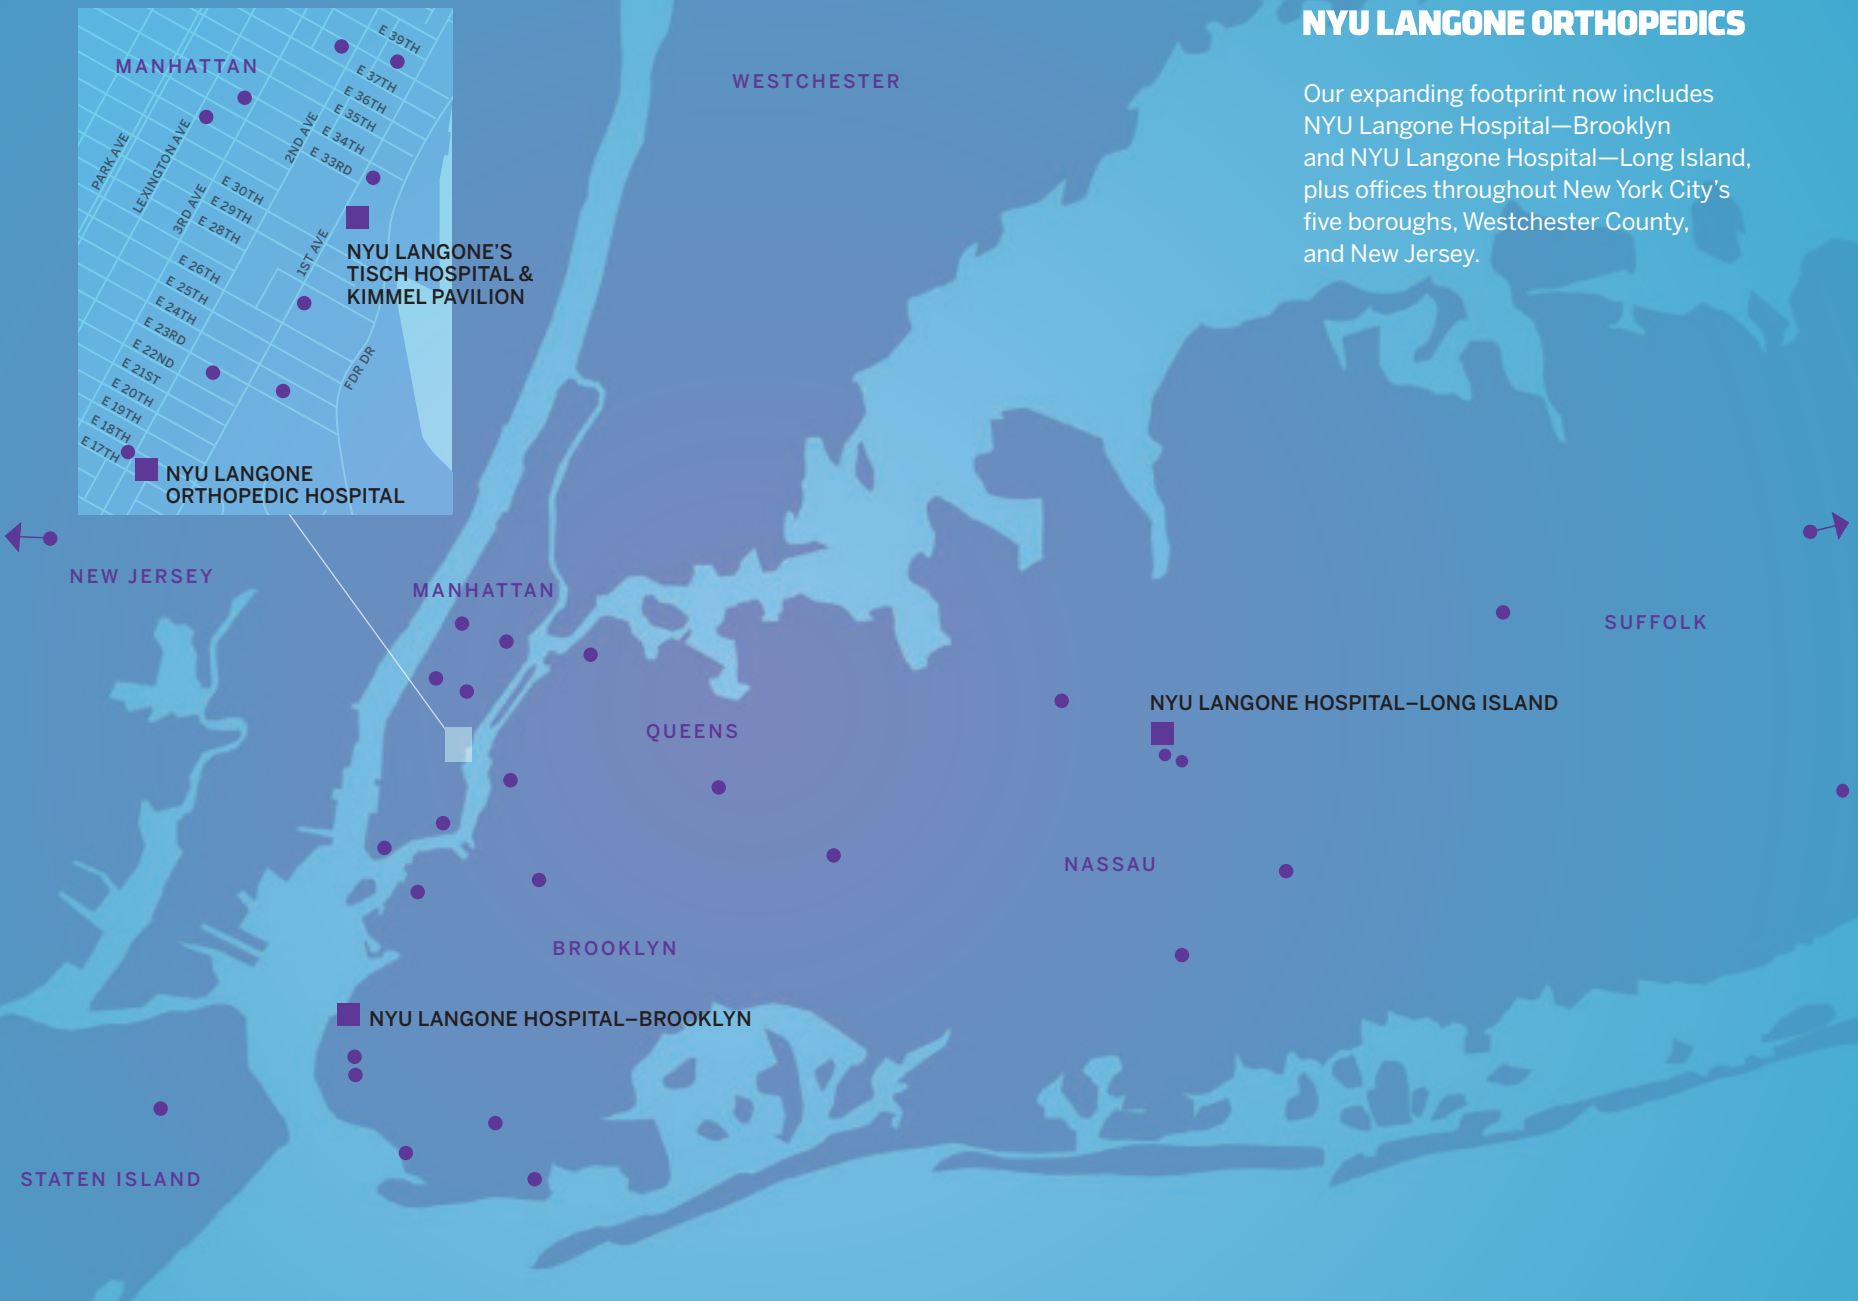 NYU LANGONE ORTHOPEDICS
Our expanding footprint now includes
NYU Langone Hospital—Brooklyn
and NYU Langone Hospital—Long Island,
plus offices throughout New York City’s
five boroughs, Westchester County,
and New Jersey.
MANHATTAN
E 39TH
E 37TH
E 36TH
E 35TH
E 34TH
E 33RD
PARK AVE
LEXINGTON AVE
3RD AVE
2ND AVE
1ST AVE
FDR DR
E 30TH
E 29TH
E 28TH
E 26TH
E 25TH
E 24TH
E 23RD
E 22ND
E 21ST
E 20TH
E 19TH
E 18TH
E 17TH
NYU LANGONE’S
TISCH HOSPITAL &
KIMMEL PAVILION
NYU LANGONE
ORTHOPEDIC HOSPITAL
WESTCHESTER
NEW JERSEY
MANHATTAN
SUFFOLK
NYU LANGONE HOSPITAL–LONG ISLAND
QUEENS
NASSAU
BROOKLYN
NYU LANGONE HOSPITAL–BROOKLYN
STATEN ISLAND